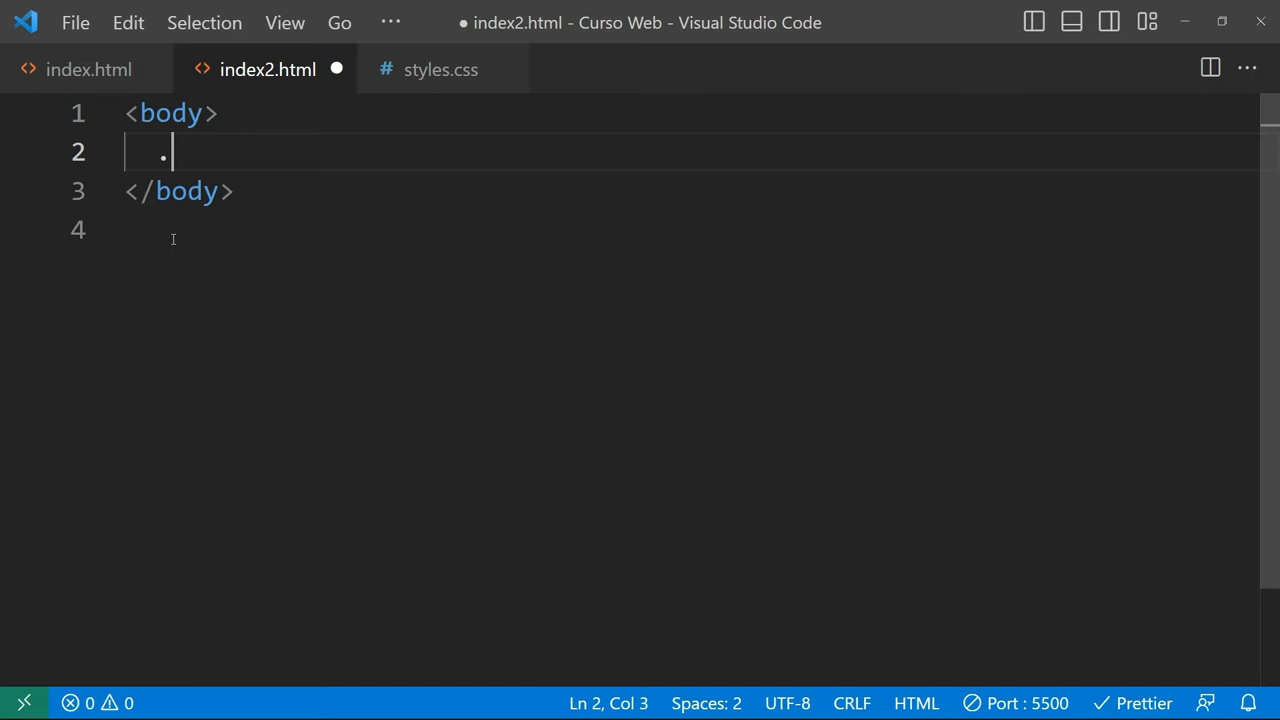 File Edit Selection View Go ··· ● index2.html - Curso Web - Visual Studio Code
<> index.html <> index2.html ● # styles.css ···
1 <body>
2 .
3 </body>
4
0 0 Ln 2, Col 3 Spaces: 2 UTF-8 CRLF HTML Port : 5500 Prettier